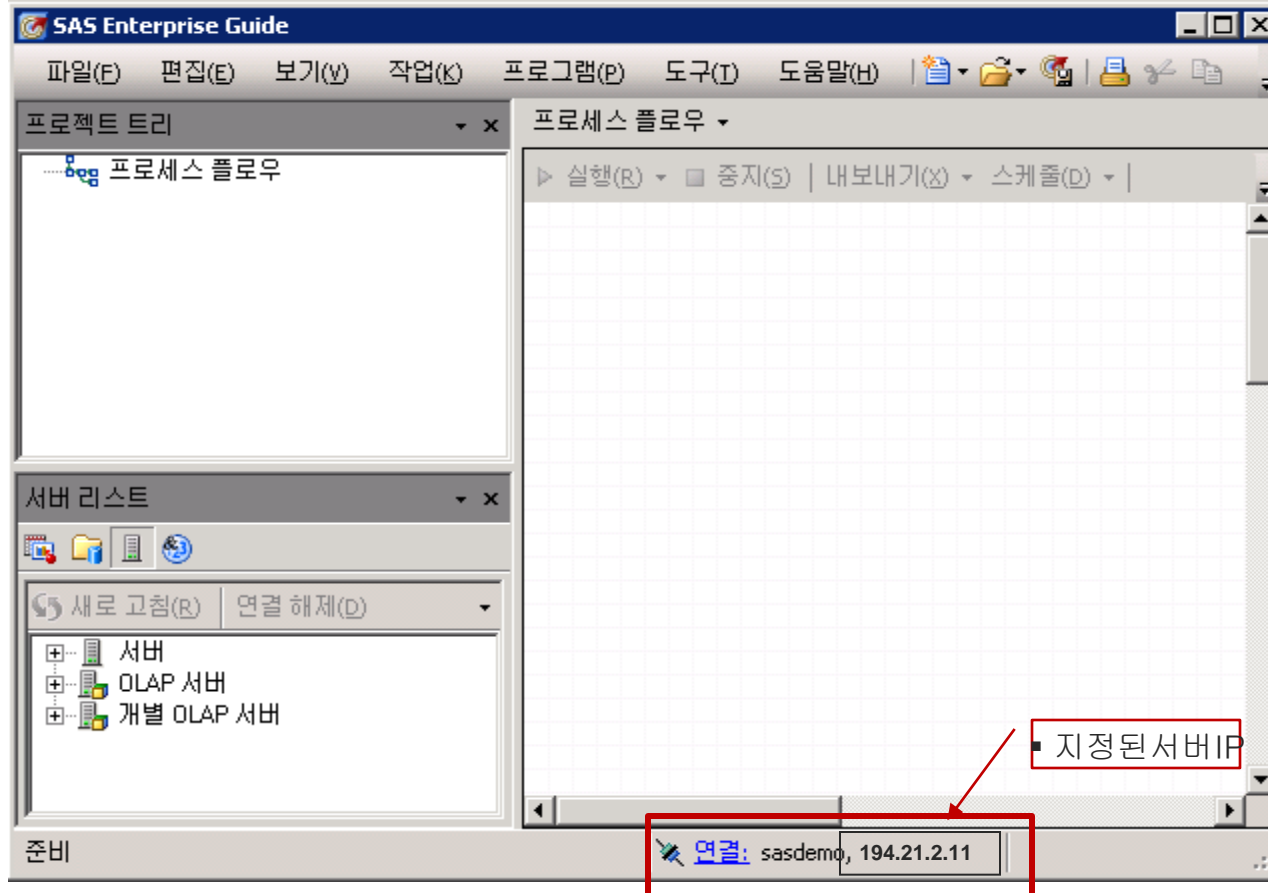 SAS Enterprise Guide
파일(F) 편집(E) 보기(V) 작업(K) 프로그램(P) 도구(T) 도움말(H)
프로젝트 트리
프로세스 플로우
프로세스 플로우
실행(R) 중지(S) 내보내기(X) 스케줄(D)
서버 리스트
새로 고침(R) 연결 해제(D)
서버
OLAP 서버
개별 OLAP 서버
▪ 지정된서버IP
준비
연결: sasdemo, 194.21.2.11